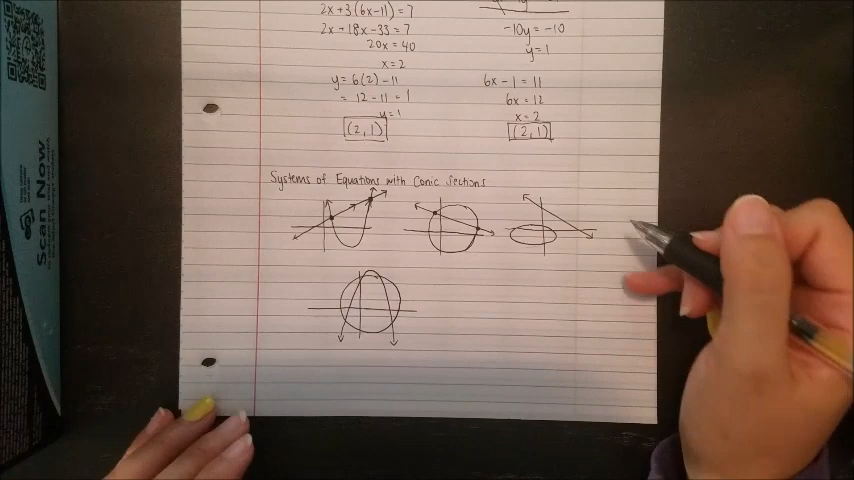 2x+3(6x-11)=7
2x+18x-33=7
20x=40
x=2
y=6(2)-11
=12-11=1
y=1
(2,1)
-10y=-10
y=1
6x-1=11
6x=12
x=2
(2,1)
Systems of Equations with Conic Sections
Scan Now